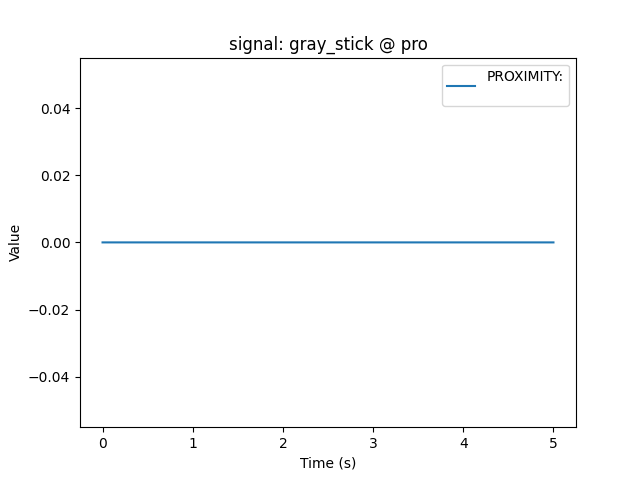 signal: gray_stick @ pro
PROXIMITY:
0.04
0.02
0.00
−0.02
−0.04
Value
0 1 2 3 4 5
Time (s)